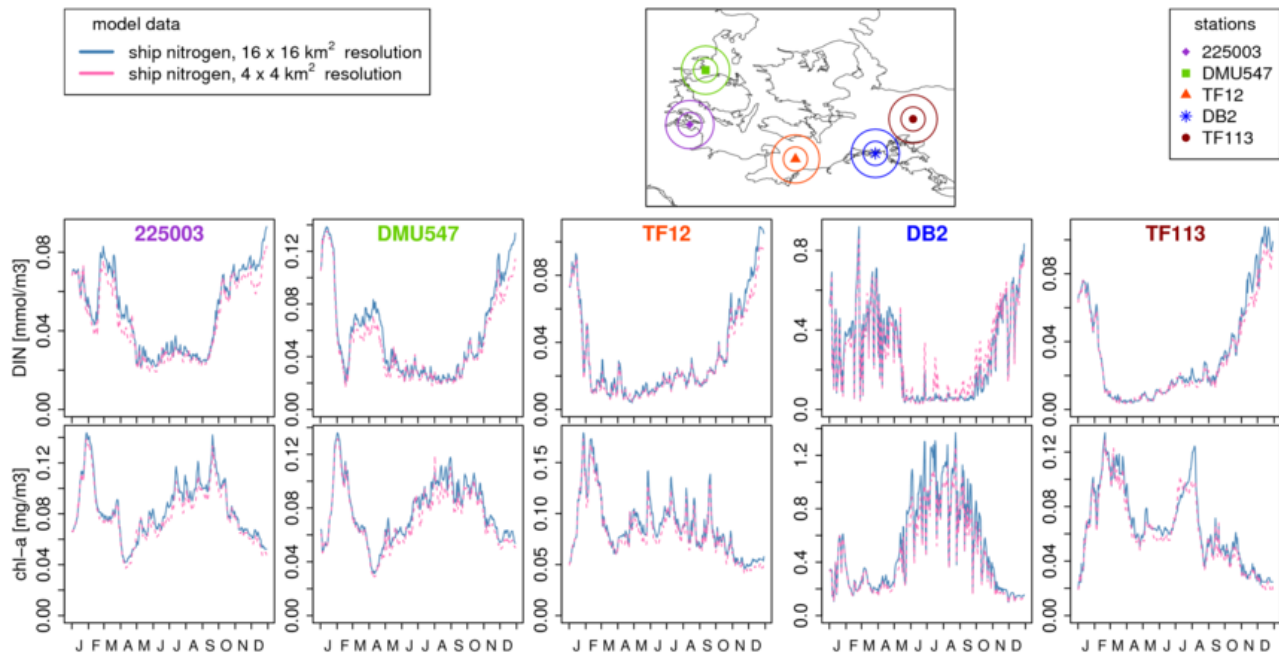 model data
ship nitrogen, 16 x 16 km² resolution
ship nitrogen, 4 x 4 km² resolution
stations
225003
DMU547
TF12
DB2
TF113
225003
DMU547
TF12
DB2
TF113
DIN [mmol/m3]
0.00 0.04 0.08
0.00 0.04 0.08 0.12
0.00 0.04 0.08
0.0 0.4 0.8
0.00 0.04 0.08
chl-a [mg/m3]
0.00 0.04 0.08 0.12
0.00 0.04 0.08 0.12
0.00 0.05 0.10 0.15
0.0 0.4 0.8 1.2
0.00 0.04 0.08 0.12
J F M A M J J A S O N D
J F M A M J J A S O N D
J F M A M J J A S O N D
J F M A M J J A S O N D
J F M A M J J A S O N D